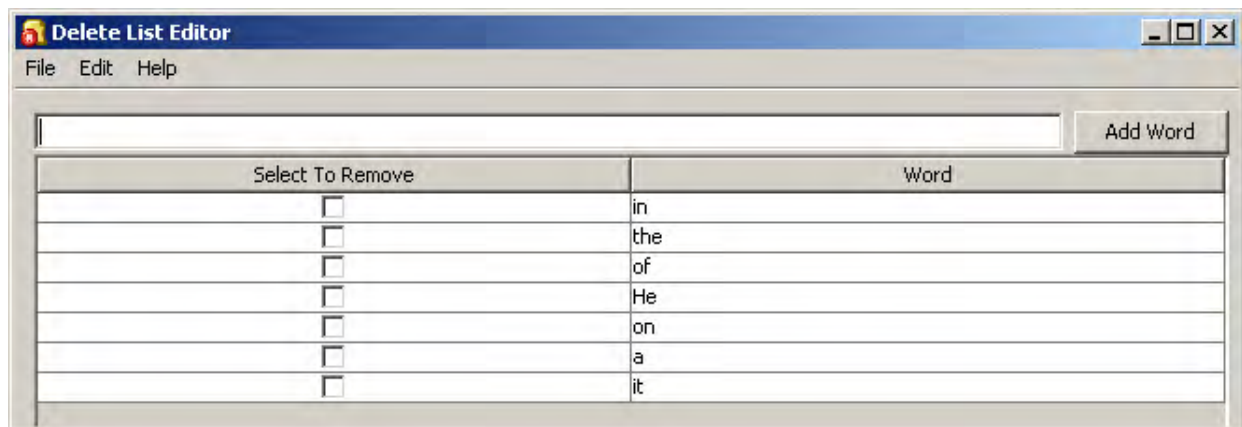 Delete List Editor
File Edit Help
Add Word
Select To Remove Word
in
the
of
He
on
a
it